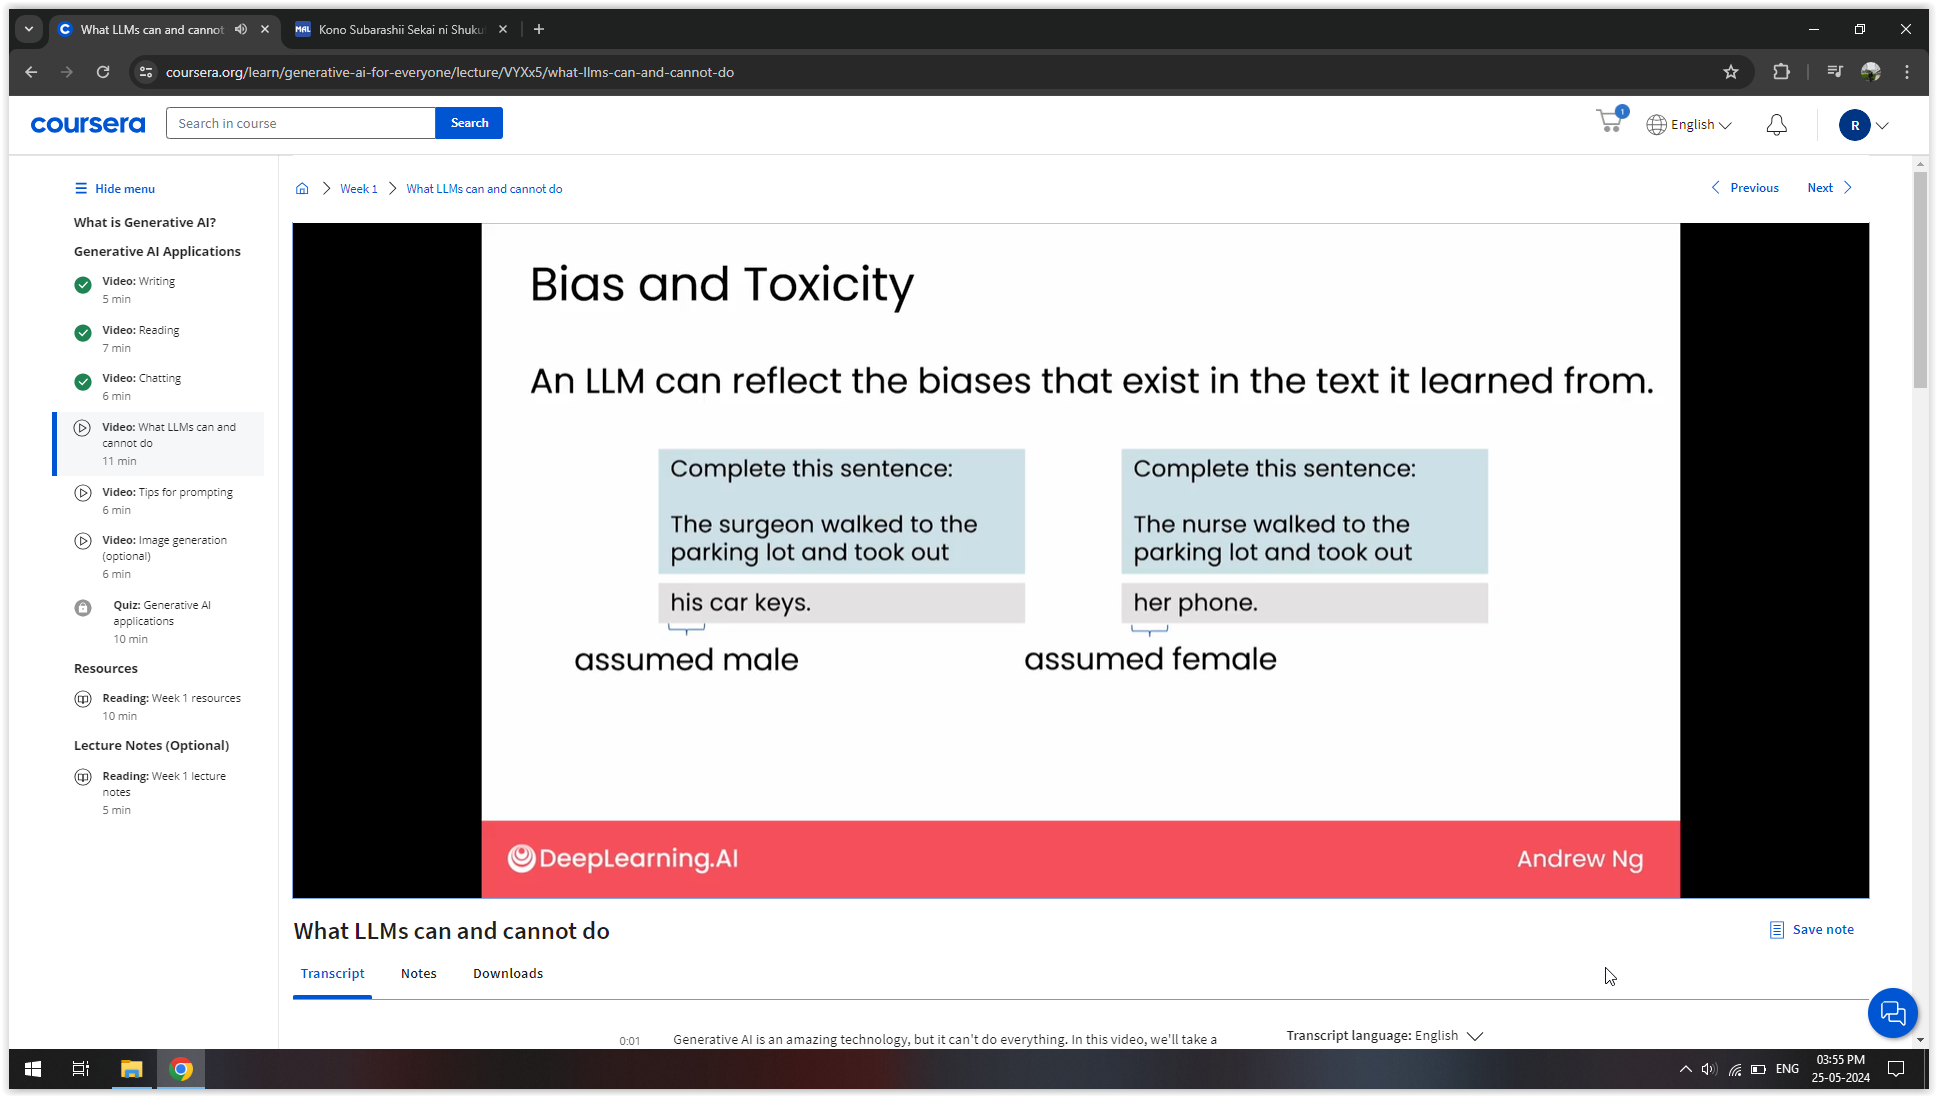 What LLMs can and cannot
Kono Subarashii Sekai ni Shuku
coursera.org/learn/generative-ai-for-everyone/lecture/VYXx5/what-llms-can-and-cannot-do
coursera
Search in course
Search
1
English
R
Hide menu
What is Generative AI?
Generative AI Applications
Video: Writing
5 min
Video: Reading
7 min
Video: Chatting
6 min
Video: What LLMs can and
cannot do
11 min
Video: Tips for prompting
6 min
Video: Image generation
(optional)
6 min
Quiz: Generative AI
applications
10 min
Resources
Reading: Week 1 resources
10 min
Lecture Notes (Optional)
Reading: Week 1 lecture
notes
5 min
Week 1
What LLMs can and cannot do
Previous
Next
Bias and Toxicity
An LLM can reflect the biases that exist in the text it learned from.
Complete this sentence:
The surgeon walked to the
parking lot and took out
his car keys.
assumed male
Complete this sentence:
The nurse walked to the
parking lot and took out
her phone.
assumed female
DeepLearning.AI
Andrew Ng
What LLMs can and cannot do
Save note
Transcript
Notes
Downloads
0:01
Generative AI is an amazing technology, but it can't do everything. In this video, we'll take a
Transcript language: English
ENG
03:55 PM
25-05-2024